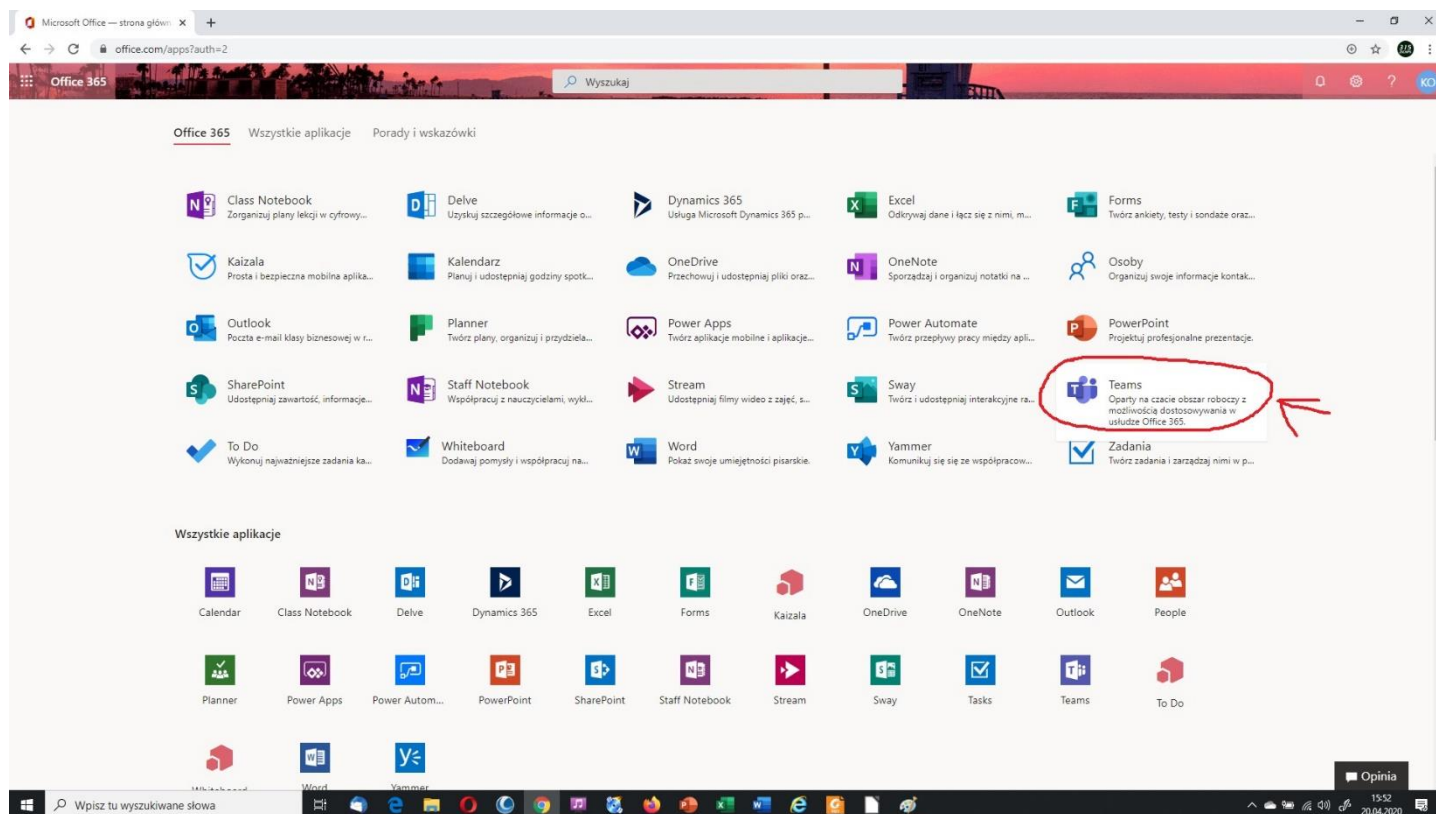 Microsoft Office — strona główn
office.com/apps?auth=2
Office 365
Wyszukaj
KO
Office 365 Wszystkie aplikacje Porady i wskazówki
Class Notebook
Zorganizuj plany lekcji w cyfrowy...
Delve
Uzyskuj szczegółowe informacje o...
Dynamics 365
Usługa Microsoft Dynamics 365 p...
Excel
Odkrywaj dane i łącz się z nimi, m...
Forms
Twórz ankiety, testy i sondaże oraz...
Kaizala
Prosta i bezpieczna mobilna aplika...
Kalendarz
Planuj i udostępniaj godziny spotk...
OneDrive
Przechowuj i udostępniaj pliki oraz...
OneNote
Sporządzaj i organizuj notatki na ...
Osoby
Organizuj swoje informacje kontak...
Outlook
Poczta e-mail klasy biznesowej w r...
Planner
Twórz plany, organizuj i przydziela...
Power Apps
Twórz aplikacje mobilne i aplikacje...
Power Automate
Twórz przepływy pracy między apli...
PowerPoint
Projektuj profesjonalne prezentacje.
SharePoint
Udostępniaj zawartość, informacje...
Staff Notebook
Współpracuj z nauczycielami, wykł...
Stream
Udostępniaj filmy wideo z zajęć, s...
Sway
Twórz i udostępniaj interakcyjne ra...
Teams
Oparty na czacie obszar roboczy z
możliwością dostosowywania w
usłudze Office 365.
To Do
Wykonuj najważniejsze zadania ka...
Whiteboard
Dodawaj pomysły i współpracuj na...
Word
Pokaż swoje umiejętności pisarskie.
Yammer
Komunikuj się się ze współpracow...
Zadania
Twórz zadania i zarządzaj nimi w p...
Wszystkie aplikacje
Calendar Class Notebook Delve Dynamics 365 Excel Forms Kaizala OneDrive OneNote Outlook People
Planner Power Apps Power Autom... PowerPoint SharePoint Staff Notebook Stream Sway Tasks Teams To Do
Whiteboard Word Yammer
Opinia
Wpisz tu wyszukiwane słowa
15:52
20.04.2020